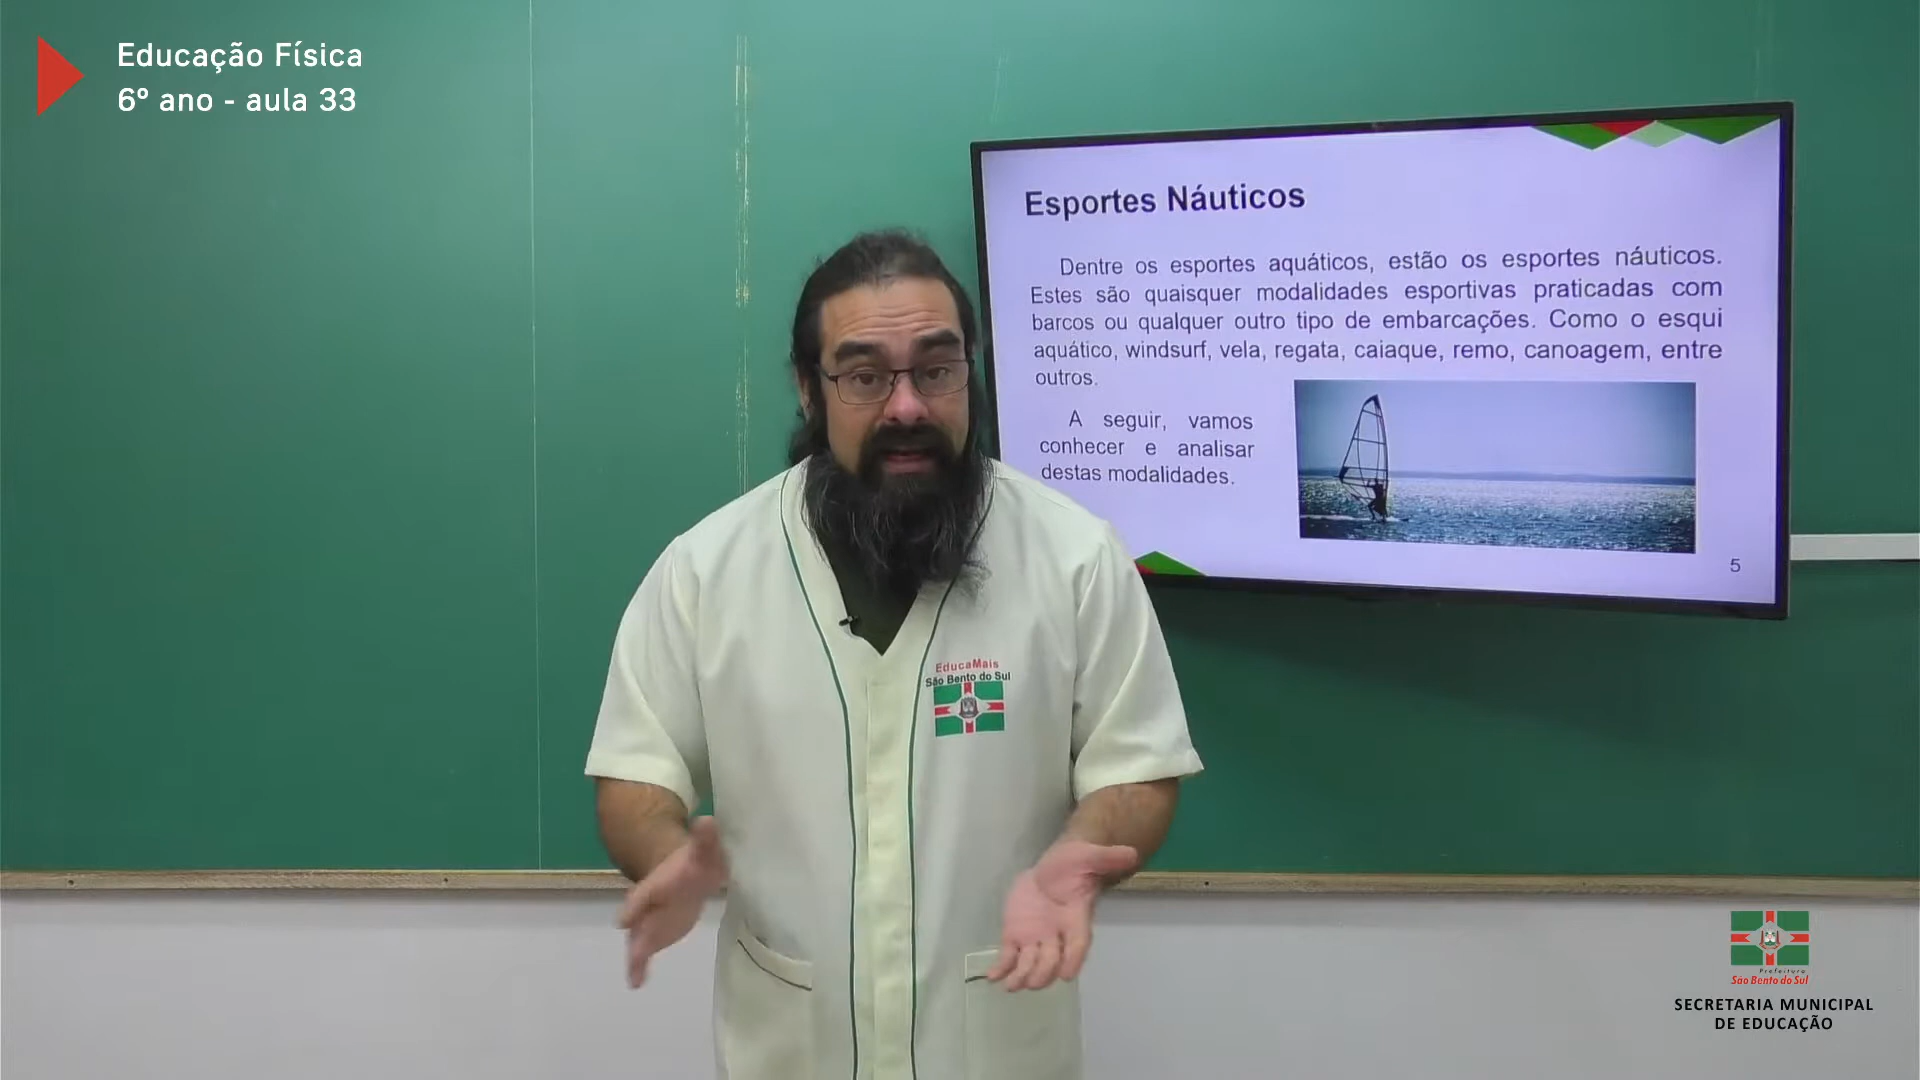 Educação Física
6º ano - aula 33
Esportes Náuticos
Dentre os esportes aquáticos, estão os esportes náuticos.
Estes são quaisquer modalidades esportivas praticadas com
barcos ou qualquer outro tipo de embarcações. Como o esqui
aquático, windsurf, vela, regata, caiaque, remo, canoagem, entre
outros.
A seguir, vamos
conhecer e analisar
destas modalidades.
5
EducaMais
São Bento do Sul
Prefeitura
São Bento do Sul
SECRETARIA MUNICIPAL
DE EDUCAÇÃO